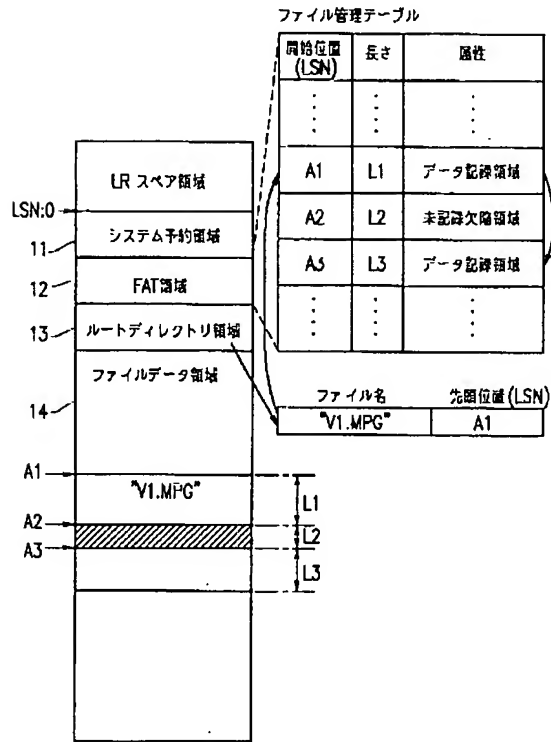 ファイル管理テーブル
開始位置
(LSN)
長さ
属性
A1
L1
データ記録領域
A2
L2
未記録欠陥領域
A3
L3
データ記録領域
ファイル名
先頭位置(LSN)
"V1.MPG"
A1
LR スペア領域
LSN:0
システム予約領域
11
FAT領域
12
ルートディレクトリ領域
13
ファイルデータ領域
14
A1
"V1.MPG"
L1
A2
L2
A3
L3